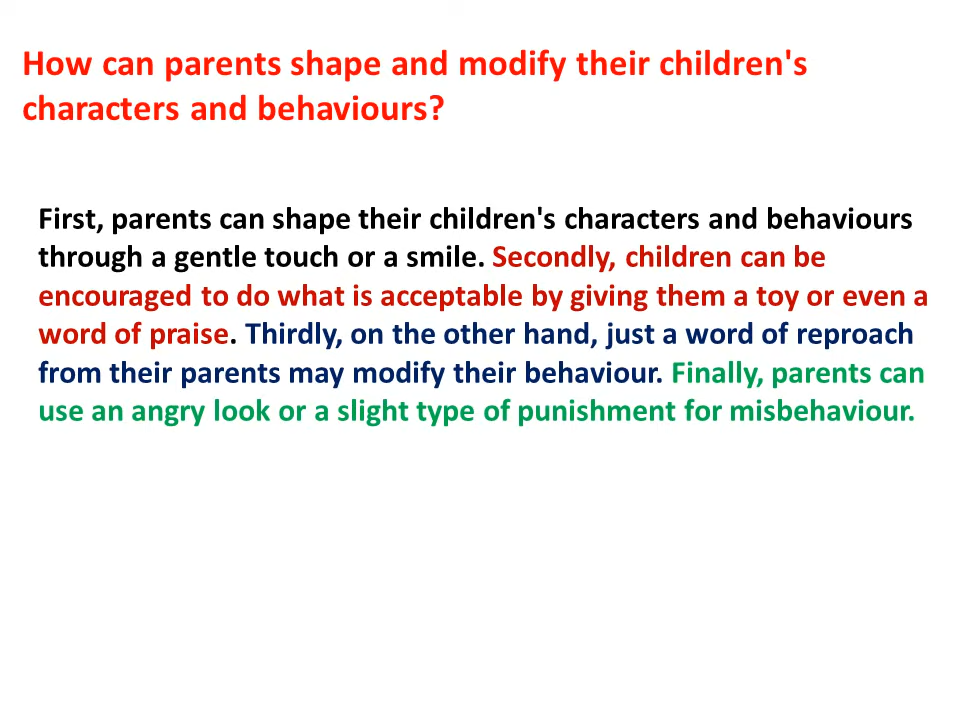 How can parents shape and modify their children's
characters and behaviours?
First, parents can shape their children's characters and behaviours
through a gentle touch or a smile. Secondly, children can be
encouraged to do what is acceptable by giving them a toy or even a
word of praise. Thirdly, on the other hand, just a word of reproach
from their parents may modify their behaviour. Finally, parents can
use an angry look or a slight type of punishment for misbehaviour.